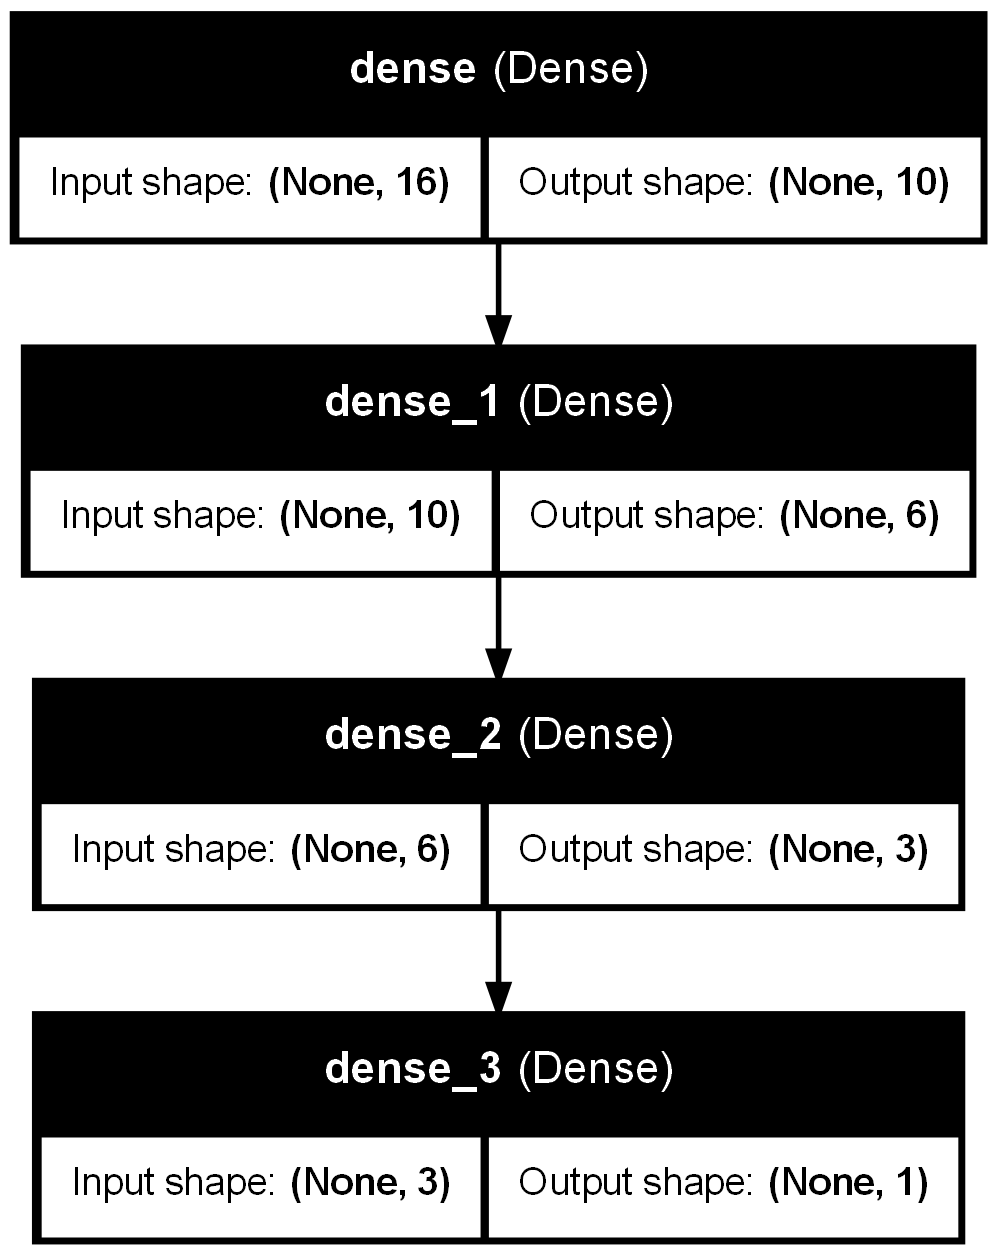 dense (Dense)
Input shape: (None, 16) Output shape: (None, 10)
dense_1 (Dense)
Input shape: (None, 10) Output shape: (None, 6)
dense_2 (Dense)
Input shape: (None, 6) Output shape: (None, 3)
dense_3 (Dense)
Input shape: (None, 3) Output shape: (None, 1)